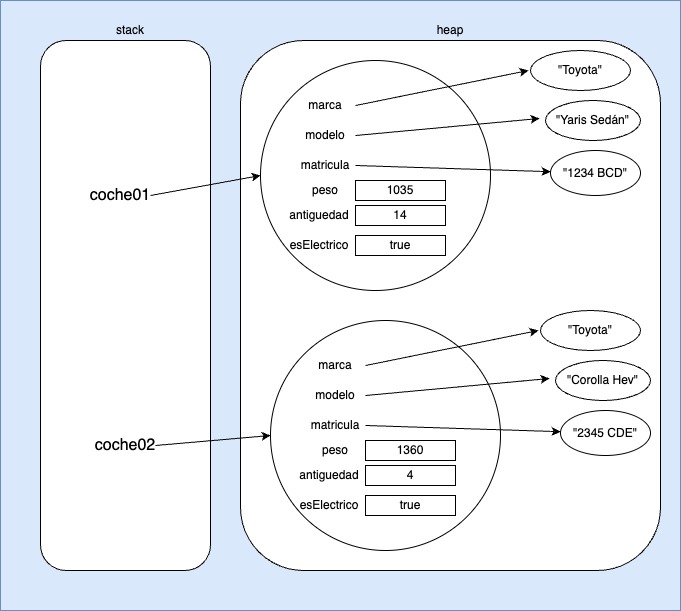 stack
heap
"Toyota"
marca
"Yaris Sedán"
modelo
matricula
"1234 BCD"
coche01
peso
1035
antiguedad
14
esElectrico
true
"Toyota"
marca
"Corolla Hev"
modelo
matricula
"2345 CDE"
coche02
peso
1360
antiguedad
4
esElectrico
true